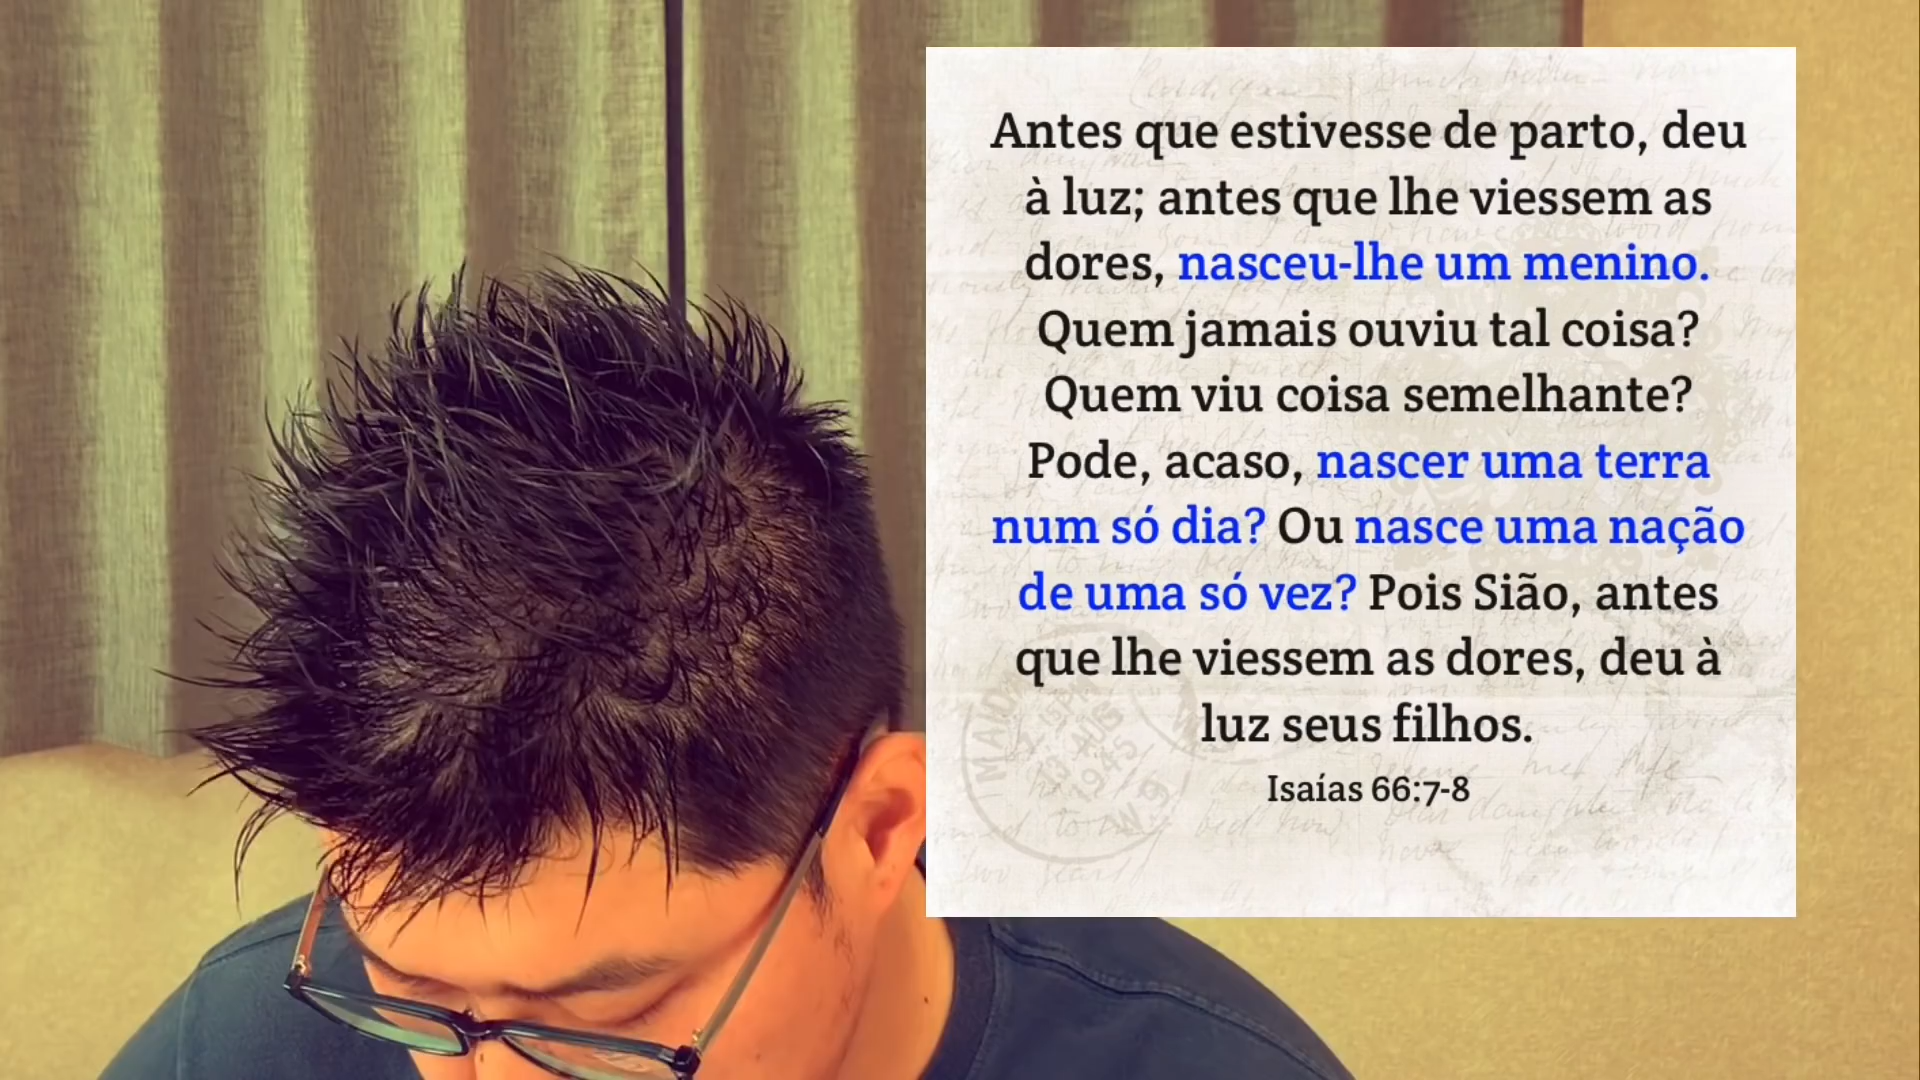 Antes que estivesse de parto, deu
à luz; antes que lhe viessem as
dores, nasceu-lhe um menino.
Quem jamais ouviu tal coisa?
Quem viu coisa semelhante?
Pode, acaso, nascer uma terra
num só dia? Ou nasce uma nação
de uma só vez? Pois Sião, antes
que lhe viessem as dores, deu à
luz seus filhos.
Isaías 66:7-8